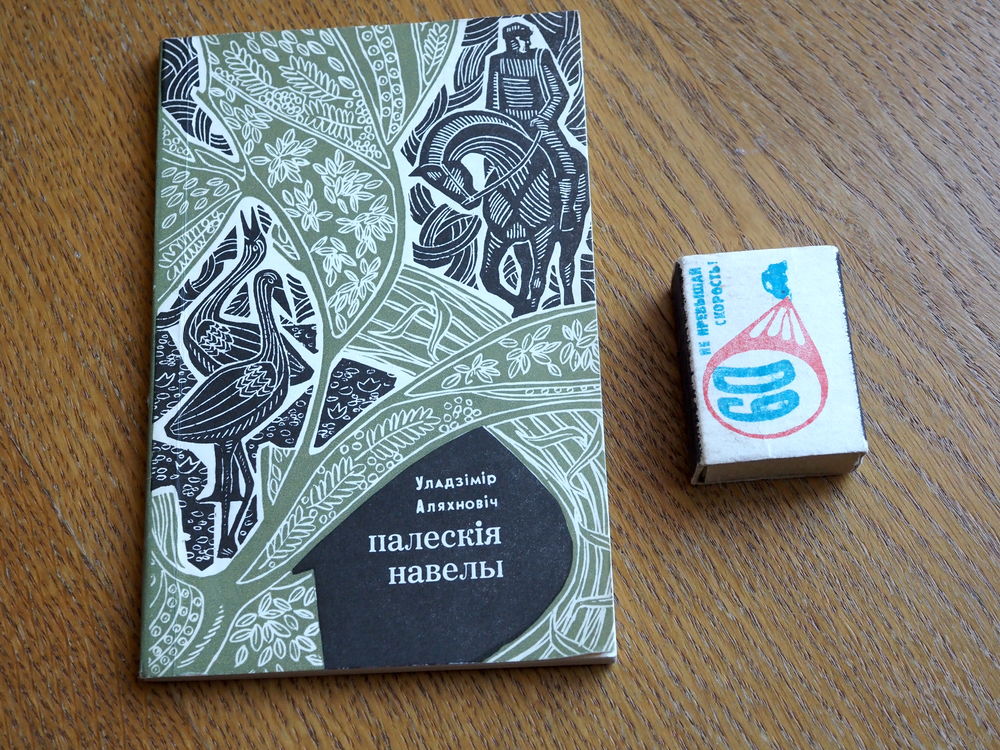 Уладзімір
Аляхновіч
палескія
навелы
НЕ ПРЕВЫШАЙ
СКОРОСТЬ!
60